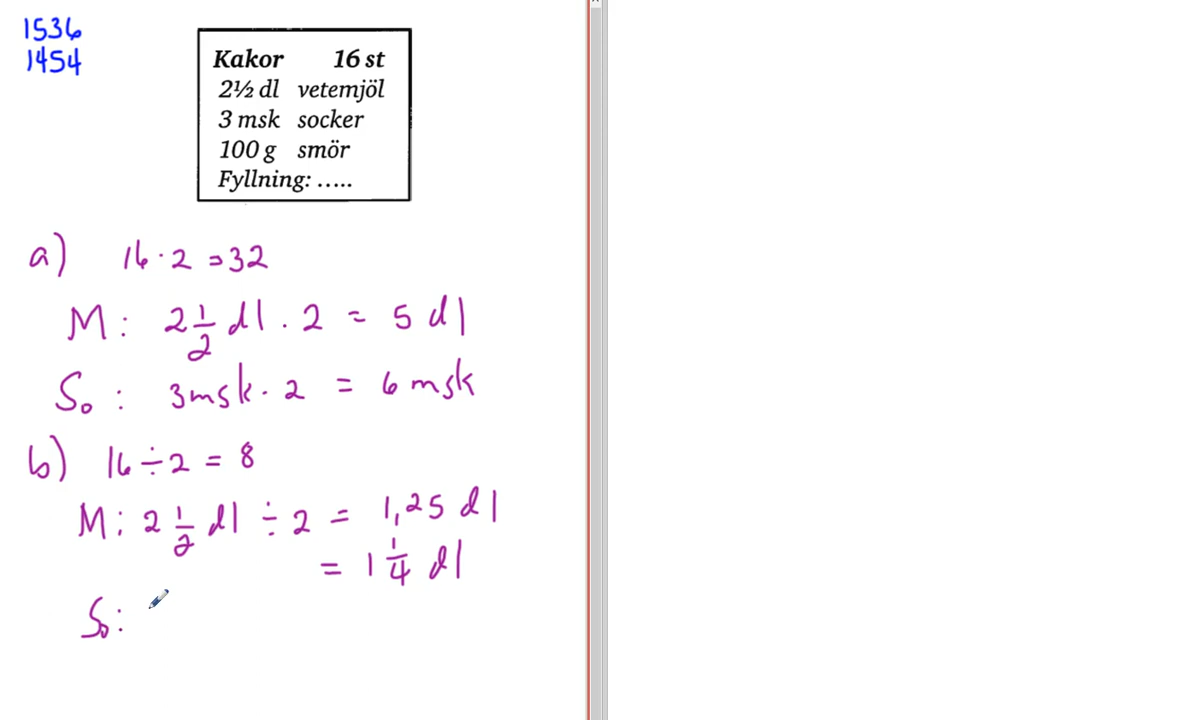 1536
1454
Kakor 16 st
2½ dl vetemjöl
3 msk socker
100 g smör
Fyllning: .....
a) 16 · 2 = 32
M: 2 1/2 dl · 2 = 5 dl
So: 3 msk · 2 = 6 msk
b) 16 ÷ 2 = 8
M: 2 1/2 dl ÷ 2 = 1,25 dl
= 1 1/4 dl
So: